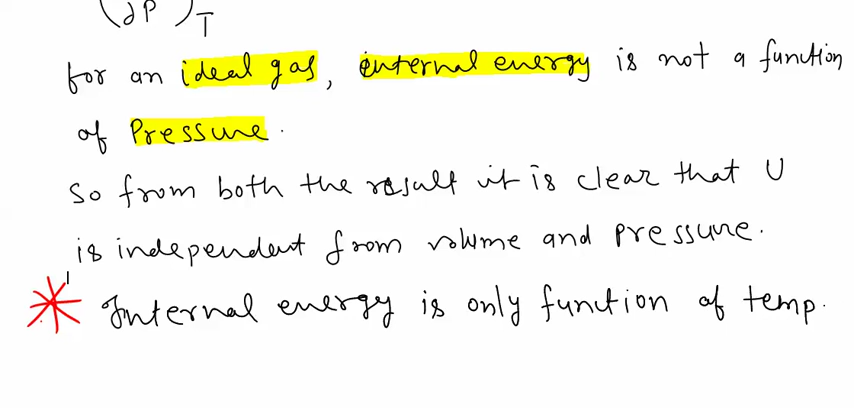 (∂P)T
for an ideal gas, internal energy is not a function
of Pressure.
So from both the result it is clear that U
is independent from volume and pressure.
Internal energy is only function of temp.